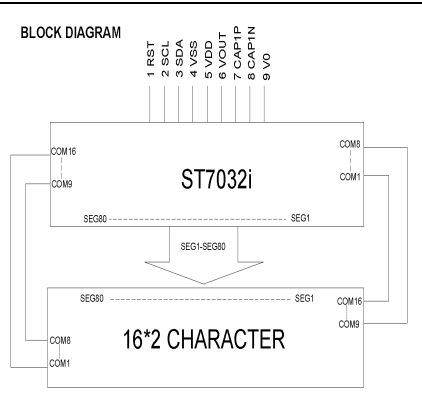 BLOCK DIAGRAM
1 RST
2 SCL
3 SDA
4 VSS
5 VDD
6 VOUT
7 CAP1P
8 CAP1N
9 V0
COM16
COM9
ST7032i
COM8
COM1
SEG80 SEG1
SEG1-SEG80
SEG80 SEG1
COM16
COM9
16*2 CHARACTER
COM8
COM1